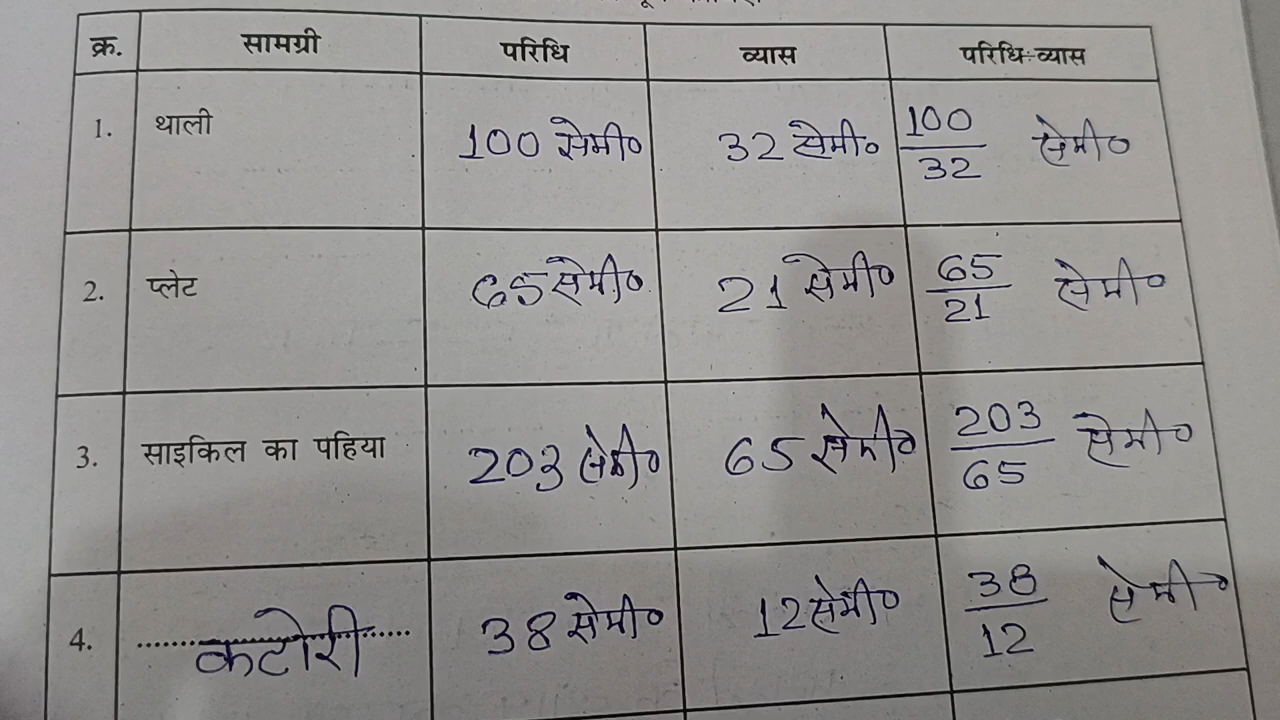 क्र. सामग्री परिधि व्यास परिधि÷व्यास
1. थाली 100 सेमी० 32 सेमी० 100/32 सेमी०
2. प्लेट 65 सेमी० 21 सेमी० 65/21 सेमी०
3. साइकिल का पहिया 203 सेमी० 65 सेमी० 203/65 सेमी०
4. कटोरी 38 सेमी० 12 सेमी० 38/12 सेमी०